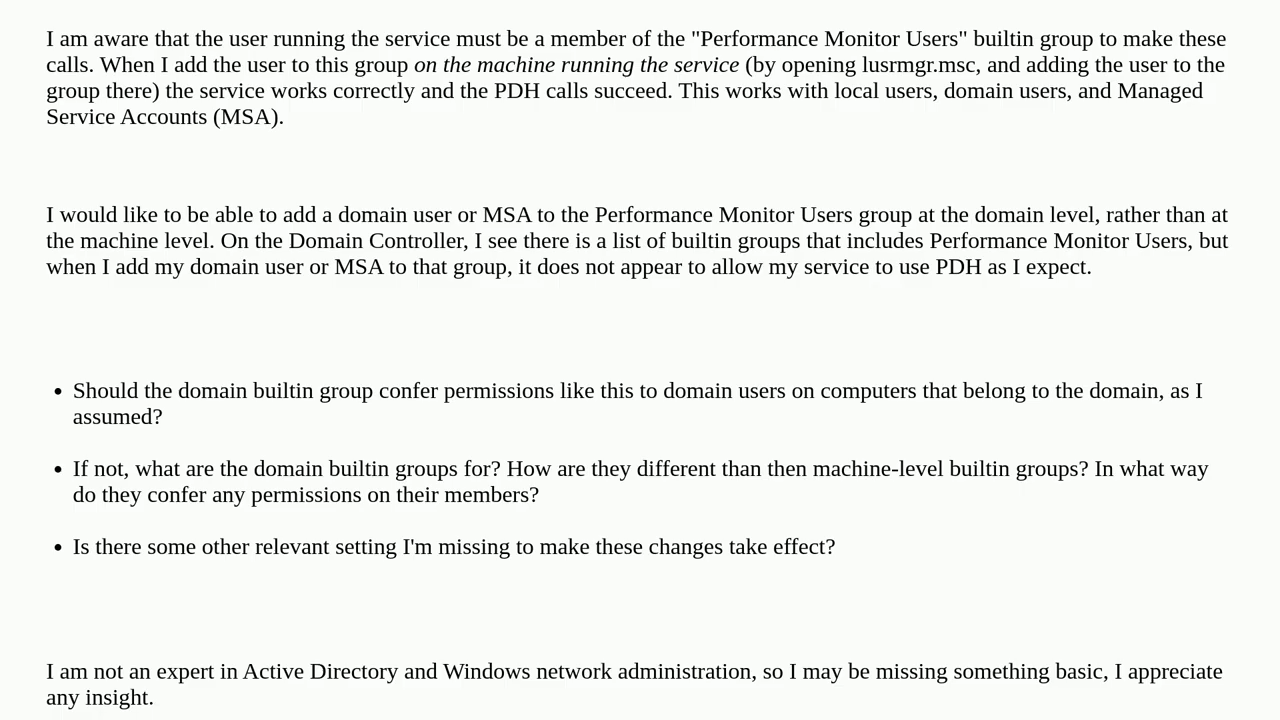 I am aware that the user running the service must be a member of the "Performance Monitor Users" builtin group to make these
calls. When I add the user to this group on the machine running the service (by opening lusrmgr.msc, and adding the user to the
group there) the service works correctly and the PDH calls succeed. This works with local users, domain users, and Managed
Service Accounts (MSA).
I would like to be able to add a domain user or MSA to the Performance Monitor Users group at the domain level, rather than at
the machine level. On the Domain Controller, I see there is a list of builtin groups that includes Performance Monitor Users, but
when I add my domain user or MSA to that group, it does not appear to allow my service to use PDH as I expect.
• Should the domain builtin group confer permissions like this to domain users on computers that belong to the domain, as I
assumed?
• If not, what are the domain builtin groups for? How are they different than then machine-level builtin groups? In what way
do they confer any permissions on their members?
• Is there some other relevant setting I'm missing to make these changes take effect?
I am not an expert in Active Directory and Windows network administration, so I may be missing something basic, I appreciate
any insight.